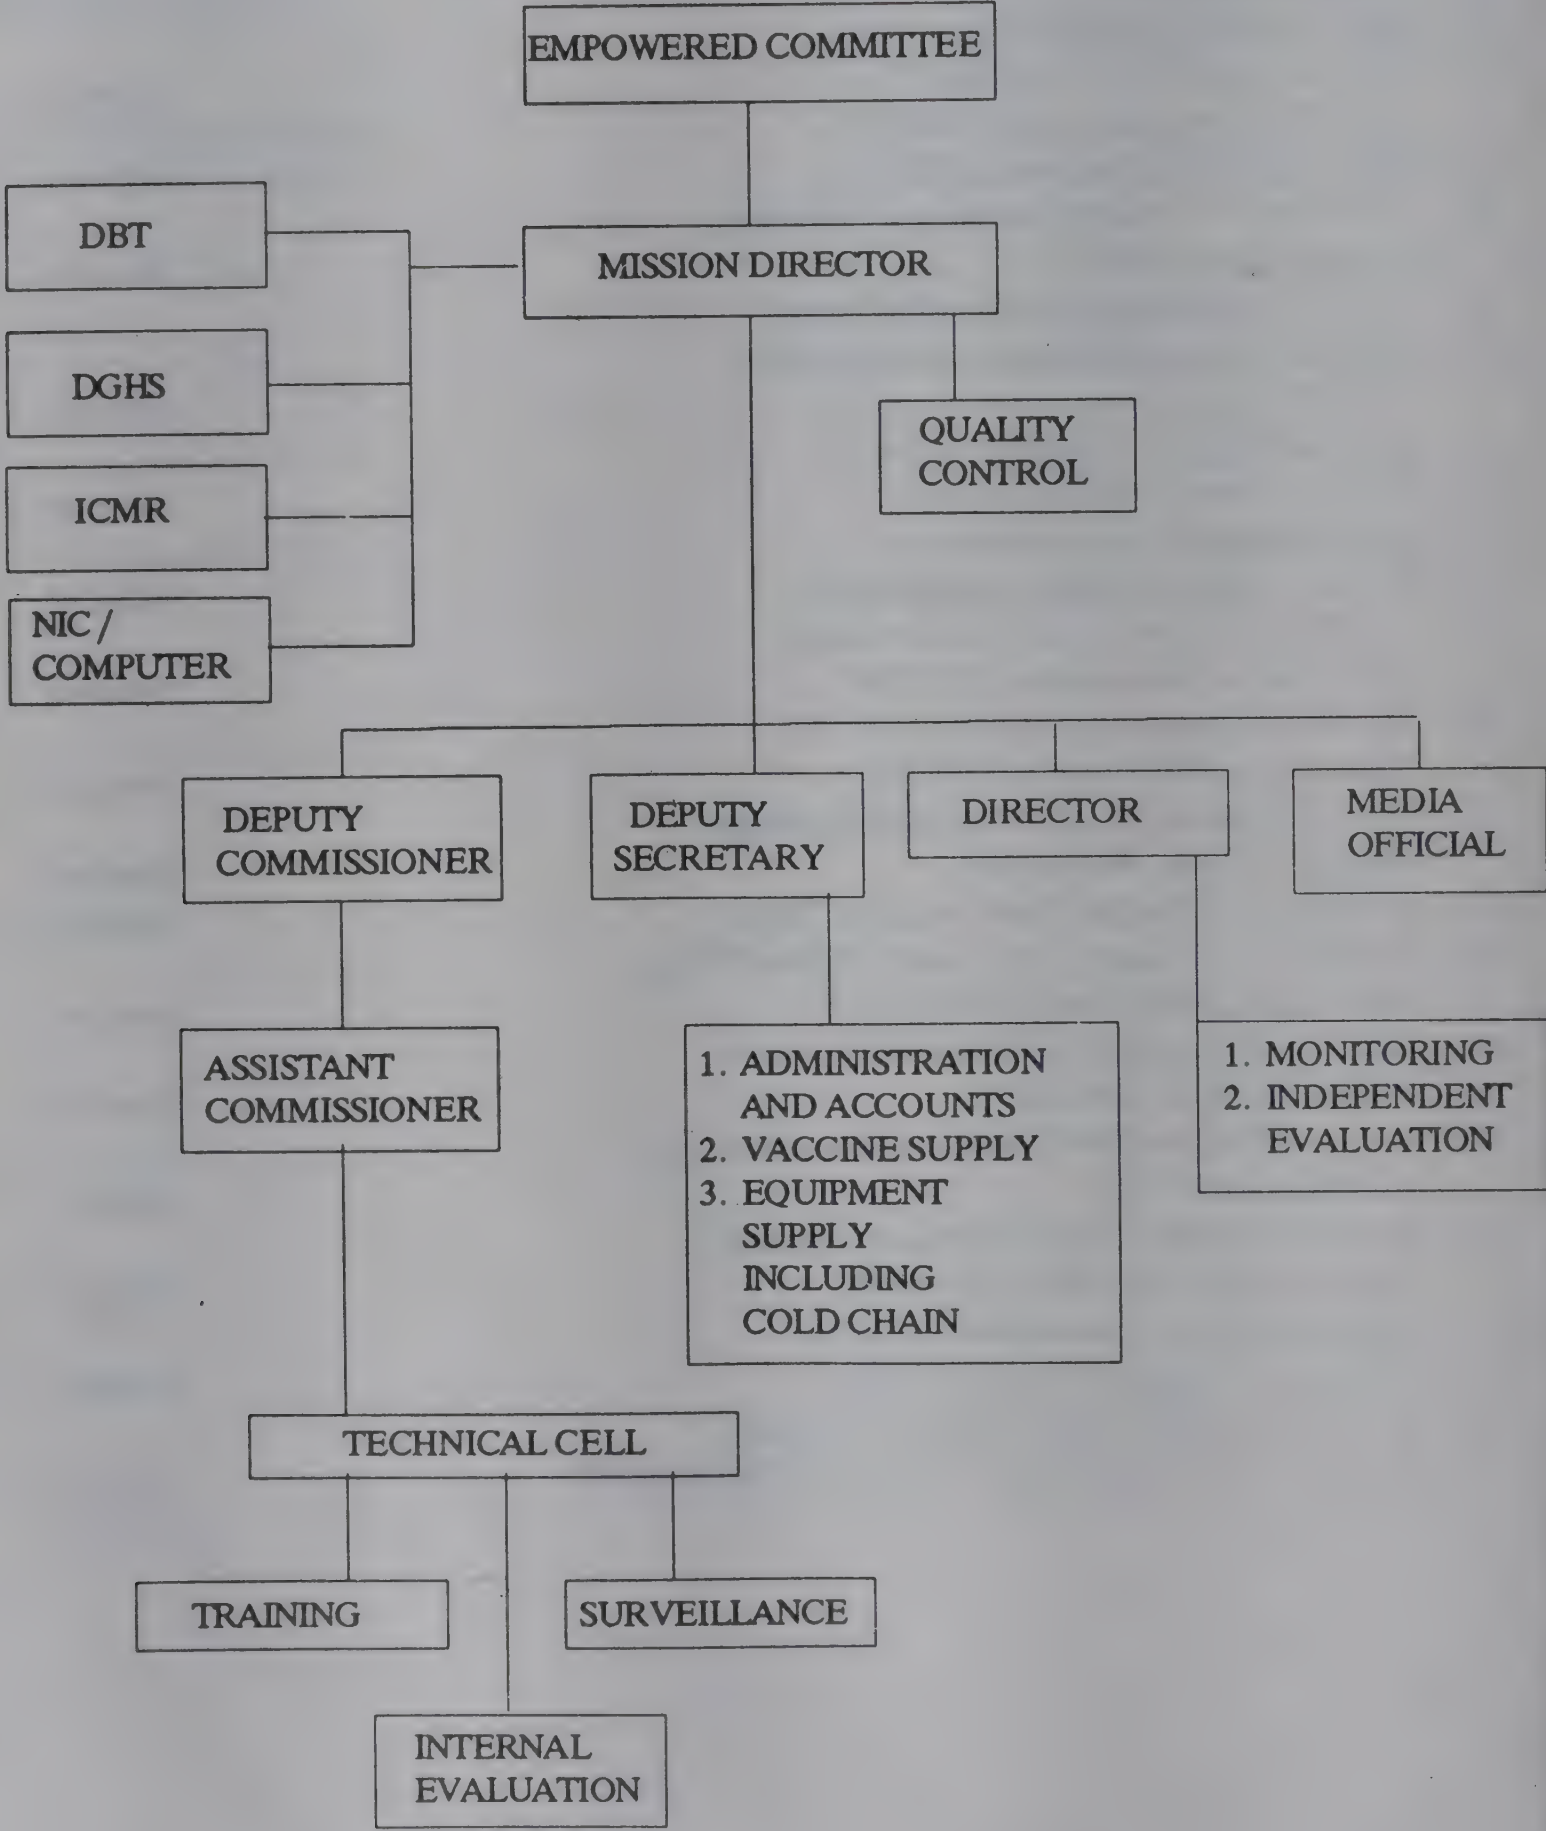 EMPOWERED COMMITTEE
DBT
MISSION DIRECTOR
DGHS
QUALITY
CONTROL
ICMR
NIC /
COMPUTER
DEPUTY
COMMISSIONER
DEPUTY
SECRETARY
DIRECTOR
MEDIA
OFFICIAL
ASSISTANT
COMMISSIONER
1. ADMINISTRATION
AND ACCOUNTS
2. VACCINE SUPPLY
3. EQUIPMENT
SUPPLY
INCLUDING
COLD CHAIN
1. MONITORING
2. INDEPENDENT
EVALUATION
TECHNICAL CELL
TRAINING
SURVEILLANCE
INTERNAL
EVALUATION